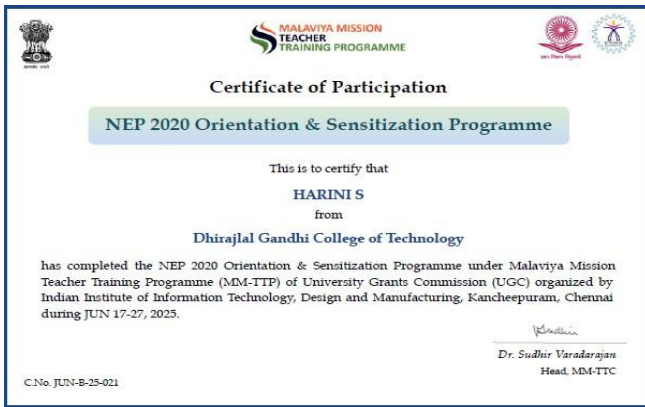 MALAVIYA MISSION
TEACHER
TRAINING PROGRAMME
Certificate of Participation
NEP 2020 Orientation & Sensitization Programme
This is to certify that
HARINI S
from
Dhirajlal Gandhi College of Technology
has completed the NEP 2020 Orientation & Sensitization Programme under Malaviya Mission
Teacher Training Programme (MM-TTP) of University Grants Commission (UGC) organized by
Indian Institute of Information Technology, Design and Manufacturing, Kancheepuram, Chennai
during JUN 17-27, 2025.
Dr. Sudhir Varadarajan
Head, MM-TTC
C.No. JUN-B-25-021